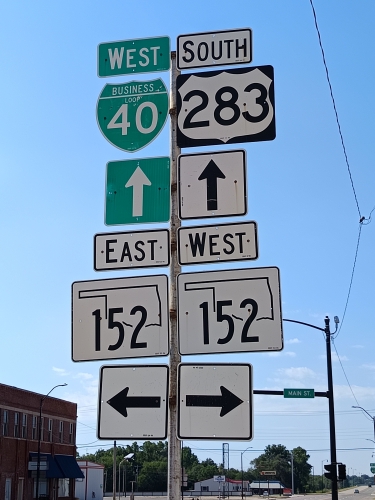 WEST SOUTH
BUSINESS
LOOP
40 283
EAST WEST
152 152
MAIN ST